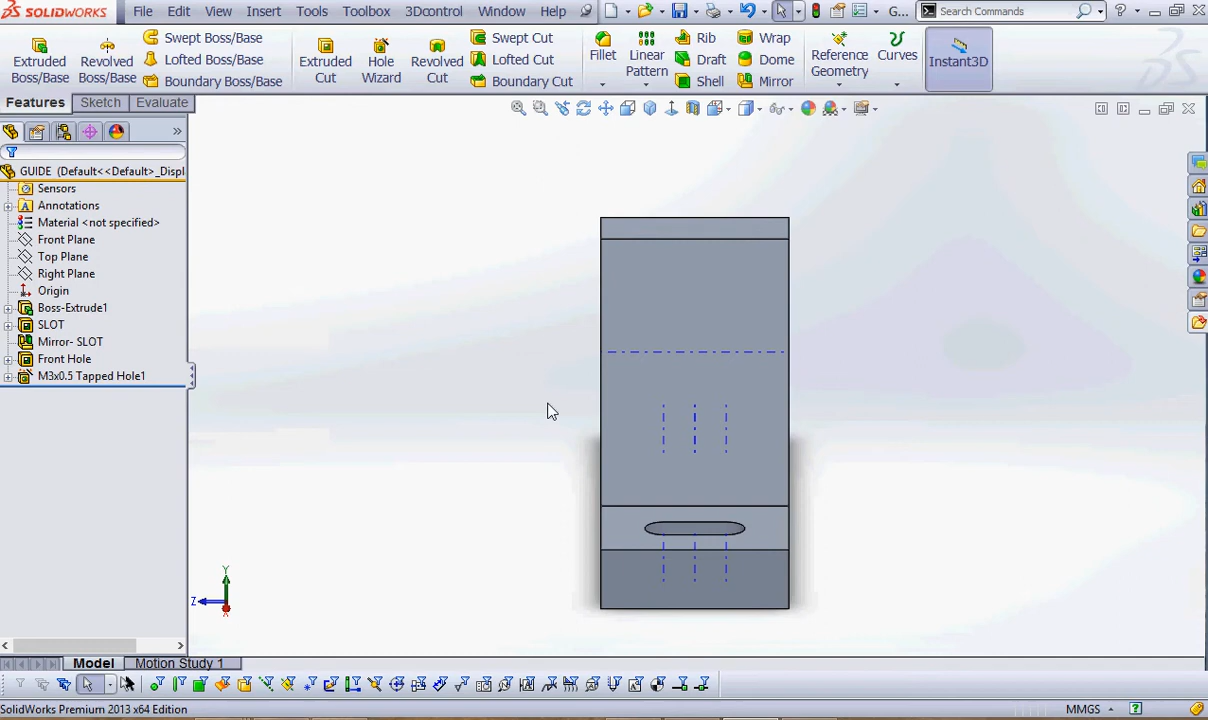 SOLIDWORKS File Edit View Insert Tools Toolbox 3Dcontrol Window Help G... Search Commands
Extruded Boss/Base
Revolved Boss/Base
Swept Boss/Base
Lofted Boss/Base
Boundary Boss/Base
Extruded Cut
Hole Wizard
Revolved Cut
Swept Cut
Lofted Cut
Boundary Cut
Fillet
Linear Pattern
Rib
Draft
Shell
Wrap
Dome
Mirror
Reference Geometry
Curves
Instant3D
Features Sketch Evaluate
GUIDE (Default<<Default>_Displ
Sensors
Annotations
Material <not specified>
Front Plane
Top Plane
Right Plane
Origin
Boss-Extrude1
SLOT
Mirror- SLOT
Front Hole
M3x0.5 Tapped Hole1
Y
Z
X
Model Motion Study 1
SolidWorks Premium 2013 x64 Edition MMGS